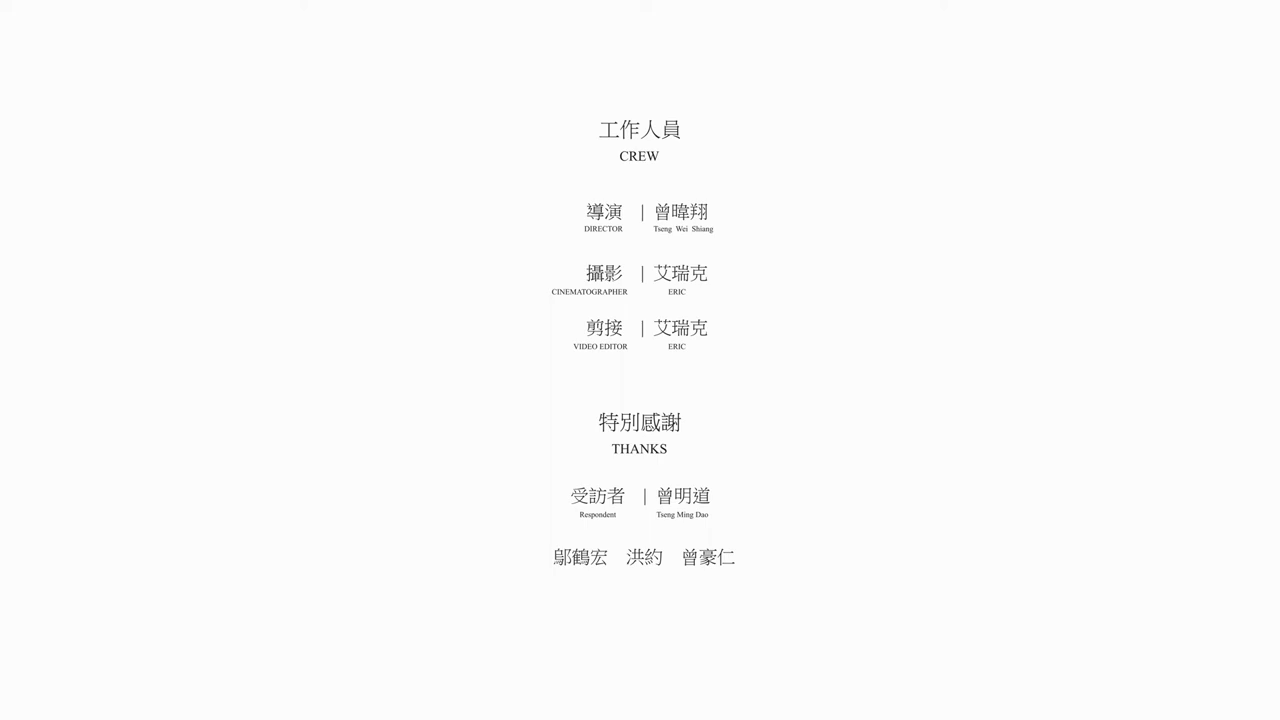 工作人員
CREW
導演 | 曾暐翔
DIRECTOR Tseng Wei Shiang
攝影 | 艾瑞克
CINEMATOGRAPHER ERIC
剪接 | 艾瑞克
VIDEO EDITOR ERIC
特別感謝
THANKS
受訪者 | 曾明道
Respondent Tseng Ming Dao
鄔鶴宏 洪約 曾豪仁